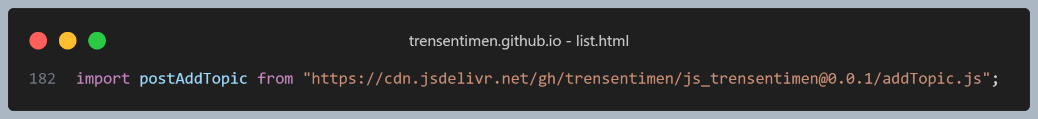 trensentimen.github.io - list.html
182 import postAddTopic from "https://cdn.jsdelivr.net/gh/trensentimen/js_trensentimen@0.0.1/addTopic.js";